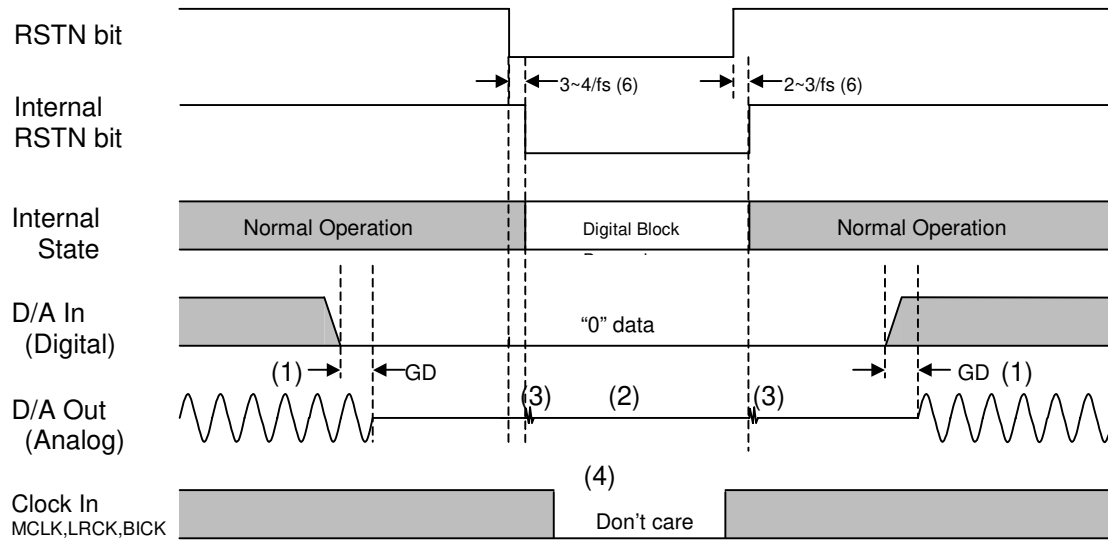 RSTN bit
3~4/fs (6)
2~3/fs (6)
Internal
RSTN bit
Internal
State
Normal Operation
Digital Block
Normal Operation
D/A In
(Digital)
“0” data
(1)
GD
GD (1)
D/A Out
(Analog)
(3)
(2)
(3)
(4)
Clock In
MCLK,LRCK,BICK
Don’t care